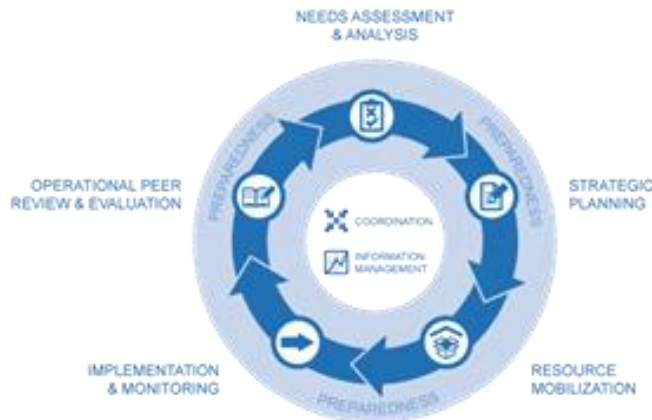 NEEDS ASSESSMENT
& ANALYSIS
PREPAREDNESS
PREPAREDNESS
OPERATIONAL PEER
REVIEW & EVALUATION
STRATEGIC
PLANNING
COORDINATION
INFORMATION
MANAGEMENT
IMPLEMENTATION
& MONITORING
RESOURCE
MOBILIZATION
PREPAREDNESS